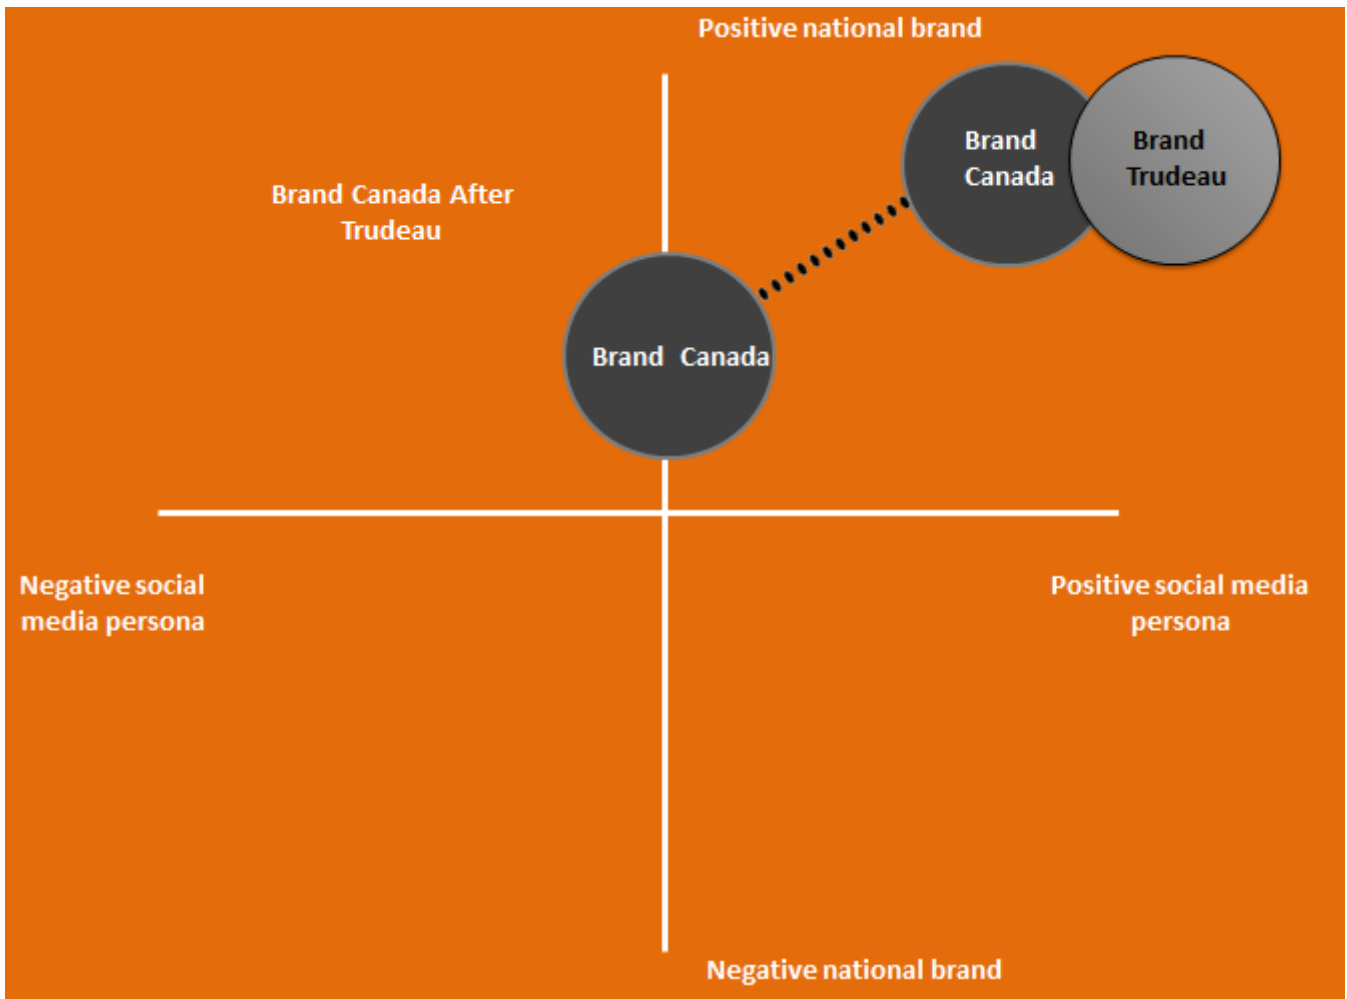 Positive national brand
Brand
Canada
Brand
Trudeau
Brand Canada After
Trudeau
Brand Canada
Negative social
media persona
Positive social media
persona
Negative national brand